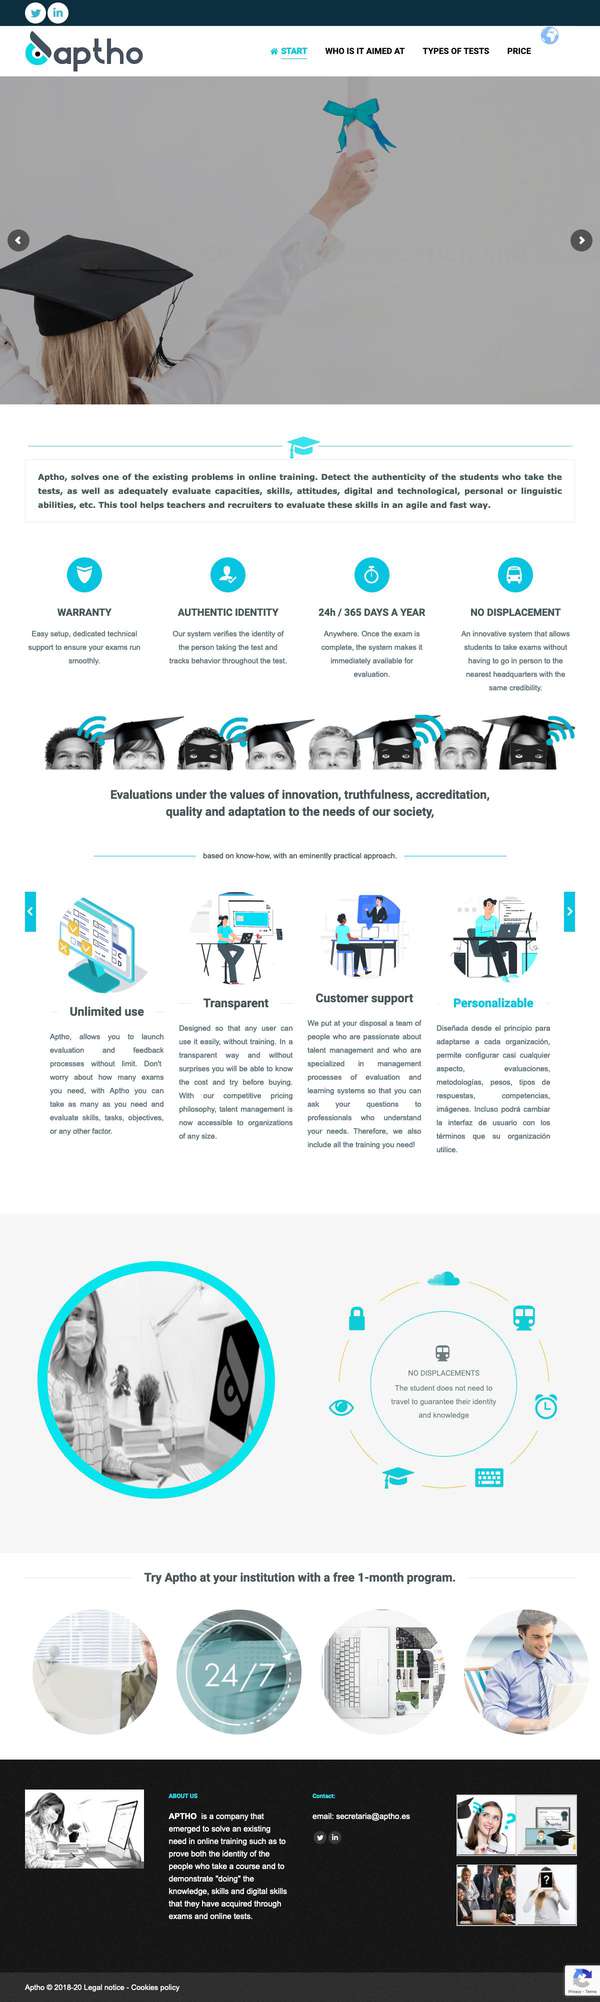 aptho
START
WHO IS IT AIMED AT
TYPES OF TESTS
PRICE
Aptho, solves one of the existing problems in online training. Detect the authenticity of the students who take the
tests, as well as adequately evaluate capacities, skills, attitudes, digital and technological, personal or linguistic
abilities, etc. This tool helps teachers and recruiters to evaluate these skills in an agile and fast way.
WARRANTY
Easy setup, dedicated technical
support to ensure your exams run
smoothly.
AUTHENTIC IDENTITY
Our system verifies the identity of
the person taking the test and
tracks behavior throughout the test.
24h / 365 DAYS A YEAR
Anywhere. Once the exam is
complete, the system makes it
immediately available for
evaluation.
NO DISPLACEMENT
An innovative system that allows
students to take exams without
having to go in person to the
nearest headquarters with the
same credibility.
Evaluations under the values of innovation, truthfulness, accreditation,
quality and adaptation to the needs of our society,
based on know-how, with an eminently practical approach.
Unlimited use
Aptho, allows you to launch
evaluation and feedback
processes without limit. Don't
worry about how many exams
you need, with Aptho you can
take as many as you need and
evaluate skills, tasks, objectives,
or any other factor.
Transparent
Designed so that any user can
use it easily, without training. In a
transparent way and without
surprises you will be able to know
the cost and try before buying.
With our competitive pricing
philosophy, talent management is
now accessible to organizations
of any size.
Customer support
We put at your disposal a team of
people who are passionate about
talent management and who are
specialized in management
processes of evaluation and
learning systems so that you can
ask your questions to
professionals who understand
your needs. Therefore, we also
include all the training you need!
Personalizable
Diseñada desde el principio para
adaptarse a cada organización,
permite configurar casi cualquier
aspecto, evaluaciones,
metodologías, pesos, tipos de
respuestas, competencias,
imágenes. Incluso podrá cambiar
la interfaz de usuario con los
términos que su organización
utilice.
NO DISPLACEMENTS
The student does not need to
travel to guarantee their identity
and knowledge
Try Aptho at your institution with a free 1-month program.
24/7
ABOUT US
APTHO is a company that
emerged to solve an existing
need in online training such as to
prove both the identity of the
people who take a course and to
demonstrate "doing" the
knowledge, skills and digital skills
that they have acquired through
exams and online tests.
Contact:
email: secretaria@aptho.es
Aptho © 2018-20 Legal notice - Cookies policy
Privacy - Terms